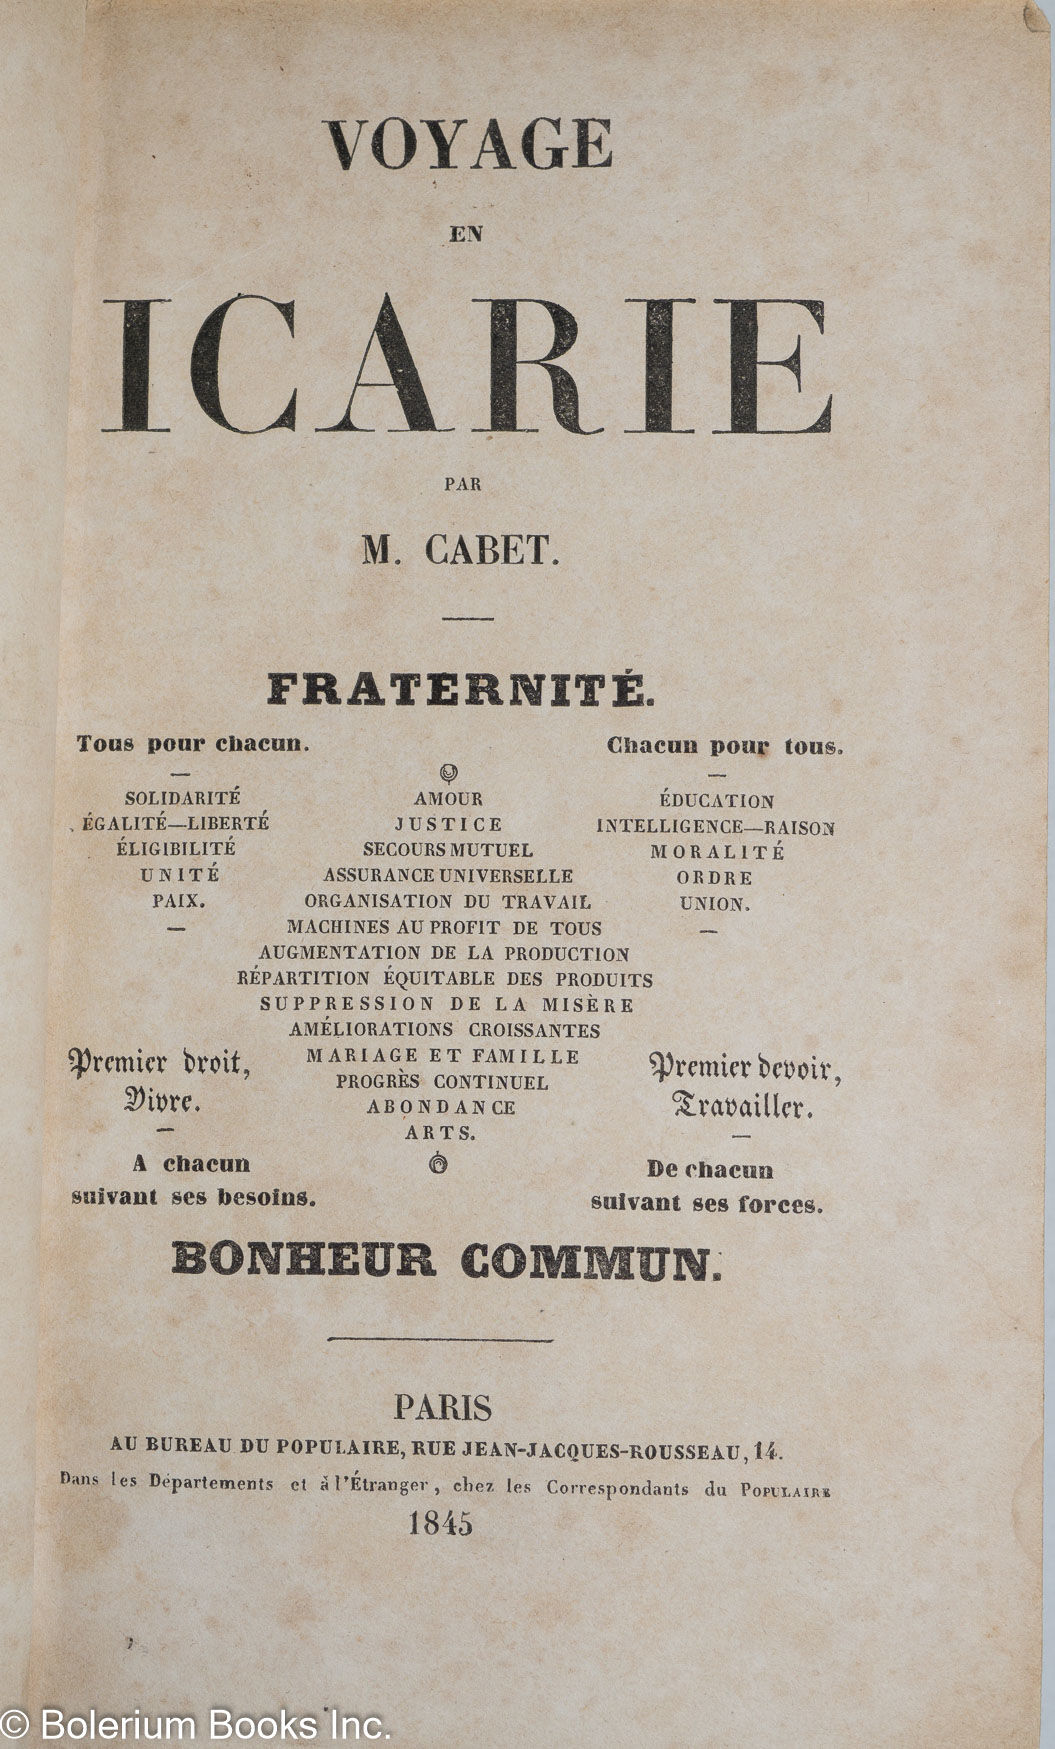 VOYAGE
EN
ICARIE
PAR
M. CABET.
FRATERNITÉ.
Tous pour chacun.
SOLIDARITÉ
ÉGALITÉ—LIBERTÉ
ÉLIGIBILITÉ
UNITÉ
PAIX.
Premier droit,
Vivre.
A chacun
suivant ses besoins.
AMOUR
JUSTICE
SECOURS MUTUEL
ASSURANCE UNIVERSELLE
ORGANISATION DU TRAVAIL
MACHINES AU PROFIT DE TOUS
AUGMENTATION DE LA PRODUCTION
RÉPARTITION ÉQUITABLE DES PRODUITS
SUPPRESSION DE LA MISÈRE
AMÉLIORATIONS CROISSANTES
MARIAGE ET FAMILLE
PROGRÈS CONTINUEL
ABONDANCE
ARTS.
Chacun pour tous.
ÉDUCATION
INTELLIGENCE—RAISON
MORALITÉ
ORDRE
UNION.
Premier devoir,
Travailler.
De chacun
suivant ses forces.
BONHEUR COMMUN.
PARIS
AU BUREAU DU POPULAIRE, RUE JEAN-JACQUES-ROUSSEAU, 14.
Dans les Départements et à l'Étranger, chez les Correspondants du POPULAIRE
1845
© Bolerium Books Inc.